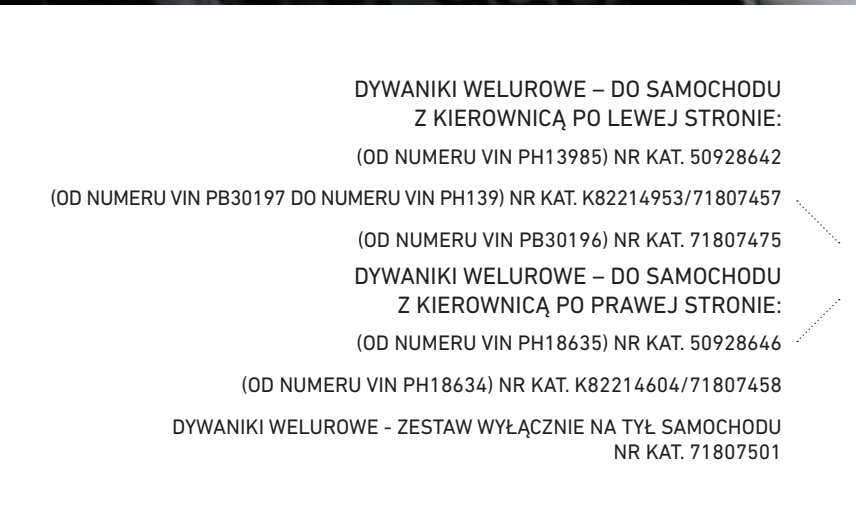 DYWANIKI WELUROWE – DO SAMOCHODU
Z KIEROWNICĄ PO LEWEJ STRONIE:
(OD NUMERU VIN PH13985) NR KAT. 50928642
(OD NUMERU VIN PB30197 DO NUMERU VIN PH139) NR KAT. K82214953/71807457
(OD NUMERU VIN PB30196) NR KAT. 71807475
DYWANIKI WELUROWE – DO SAMOCHODU
Z KIEROWNICĄ PO PRAWEJ STRONIE:
(OD NUMERU VIN PH18635) NR KAT. 50928646
(OD NUMERU VIN PH18634) NR KAT. K82214604/71807458
DYWANIKI WELUROWE - ZESTAW WYŁĄCZNIE NA TYŁ SAMOCHODU
NR KAT. 71807501